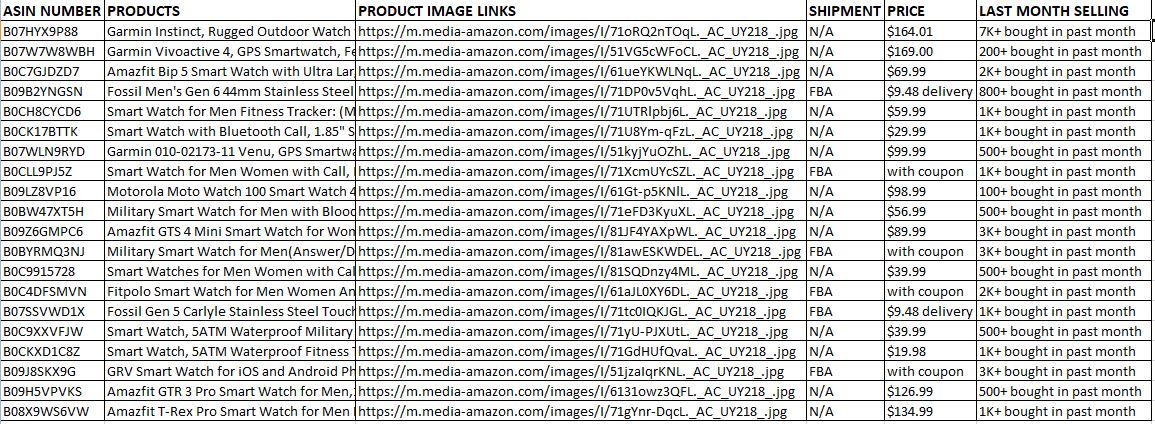 ASIN NUMBER PRODUCTS PRODUCT IMAGE LINKS SHIPMENT PRICE LAST MONTH SELLING
B07HYX9P88 Garmin Instinct, Rugged Outdoor Watch https://m.media-amazon.com/images/I/71oRQ2nTOqL._AC_UY218_.jpg N/A $164.01 7K+ bought in past month
B07W7W8WBH Garmin Vivoactive 4, GPS Smartwatch, Fe https://m.media-amazon.com/images/I/51VG5cWFoCL._AC_UY218_.jpg N/A $169.00 200+ bought in past month
B0C7GJDZD7 Amazfit Bip 5 Smart Watch with Ultra Lar https://m.media-amazon.com/images/I/61ueYKWLNqL._AC_UY218_.jpg N/A $69.99 2K+ bought in past month
B09B2YNGSN Fossil Men's Gen 6 44mm Stainless Steel https://m.media-amazon.com/images/I/71DP0v5VqhL._AC_UY218_.jpg FBA $9.48 delivery 800+ bought in past month
B0CH8CYCD6 Smart Watch for Men Fitness Tracker: (M https://m.media-amazon.com/images/I/71UTRlpbj6L._AC_UY218_.jpg N/A $59.99 1K+ bought in past month
B0CK17BTTK Smart Watch with Bluetooth Call, 1.85" S https://m.media-amazon.com/images/I/71U8Ym-qFzL._AC_UY218_.jpg N/A $29.99 1K+ bought in past month
B07WLN9RYD Garmin 010-02173-11 Venu, GPS Smartwa https://m.media-amazon.com/images/I/51kyjYuOZhL._AC_UY218_.jpg N/A $99.99 500+ bought in past month
B0CLL9PJ5Z Smart Watch for Men Women with Call, https://m.media-amazon.com/images/I/71XcmUYcSZL._AC_UY218_.jpg FBA with coupon 1K+ bought in past month
B09LZ8VP16 Motorola Moto Watch 100 Smart Watch 4 https://m.media-amazon.com/images/I/61Gt-p5KNlL._AC_UY218_.jpg N/A $98.99 100+ bought in past month
B0BW47XT5H Military Smart Watch for Men with Blood https://m.media-amazon.com/images/I/71eFD3KyuXL._AC_UY218_.jpg N/A $56.99 500+ bought in past month
B09Z6GMPC6 Amazfit GTS 4 Mini Smart Watch for Won https://m.media-amazon.com/images/I/81JF4YAXpWL._AC_UY218_.jpg N/A $89.99 3K+ bought in past month
B0BYRMQ3NJ Military Smart Watch for Men(Answer/D https://m.media-amazon.com/images/I/81awESKWDEL._AC_UY218_.jpg FBA with coupon 3K+ bought in past month
B0C9915728 Smart Watches for Men Women with Cal https://m.media-amazon.com/images/I/81SQDnzy4ML._AC_UY218_.jpg N/A $39.99 500+ bought in past month
B0C4DFSMVN Fitpolo Smart Watch for Men Women An https://m.media-amazon.com/images/I/61aJL0XY6DL._AC_UY218_.jpg FBA with coupon 2K+ bought in past month
B07SSVWD1X Fossil Gen 5 Carlyle Stainless Steel Touch https://m.media-amazon.com/images/I/71tc0IQKJGL._AC_UY218_.jpg FBA $9.48 delivery 1K+ bought in past month
B0C9XXVFJW Smart Watch, 5ATM Waterproof Military https://m.media-amazon.com/images/I/71yU-PJXUtL._AC_UY218_.jpg N/A $39.99 500+ bought in past month
B0CKXD1C8Z Smart Watch, 5ATM Waterproof Fitness T https://m.media-amazon.com/images/I/71GdHUfQvaL._AC_UY218_.jpg N/A $19.98 1K+ bought in past month
B09J8SKX9G GRV Smart Watch for iOS and Android Ph https://m.media-amazon.com/images/I/51jzaIqrKNL._AC_UY218_.jpg FBA with coupon 3K+ bought in past month
B09H5VPVKS Amazfit GTR 3 Pro Smart Watch for Men, https://m.media-amazon.com/images/I/6131owz3QFL._AC_UY218_.jpg N/A $126.99 500+ bought in past month
B08X9WS6VW Amazfit T-Rex Pro Smart Watch for Men https://m.media-amazon.com/images/I/71gYnr-DqcL._AC_UY218_.jpg N/A $134.99 1K+ bought in past month